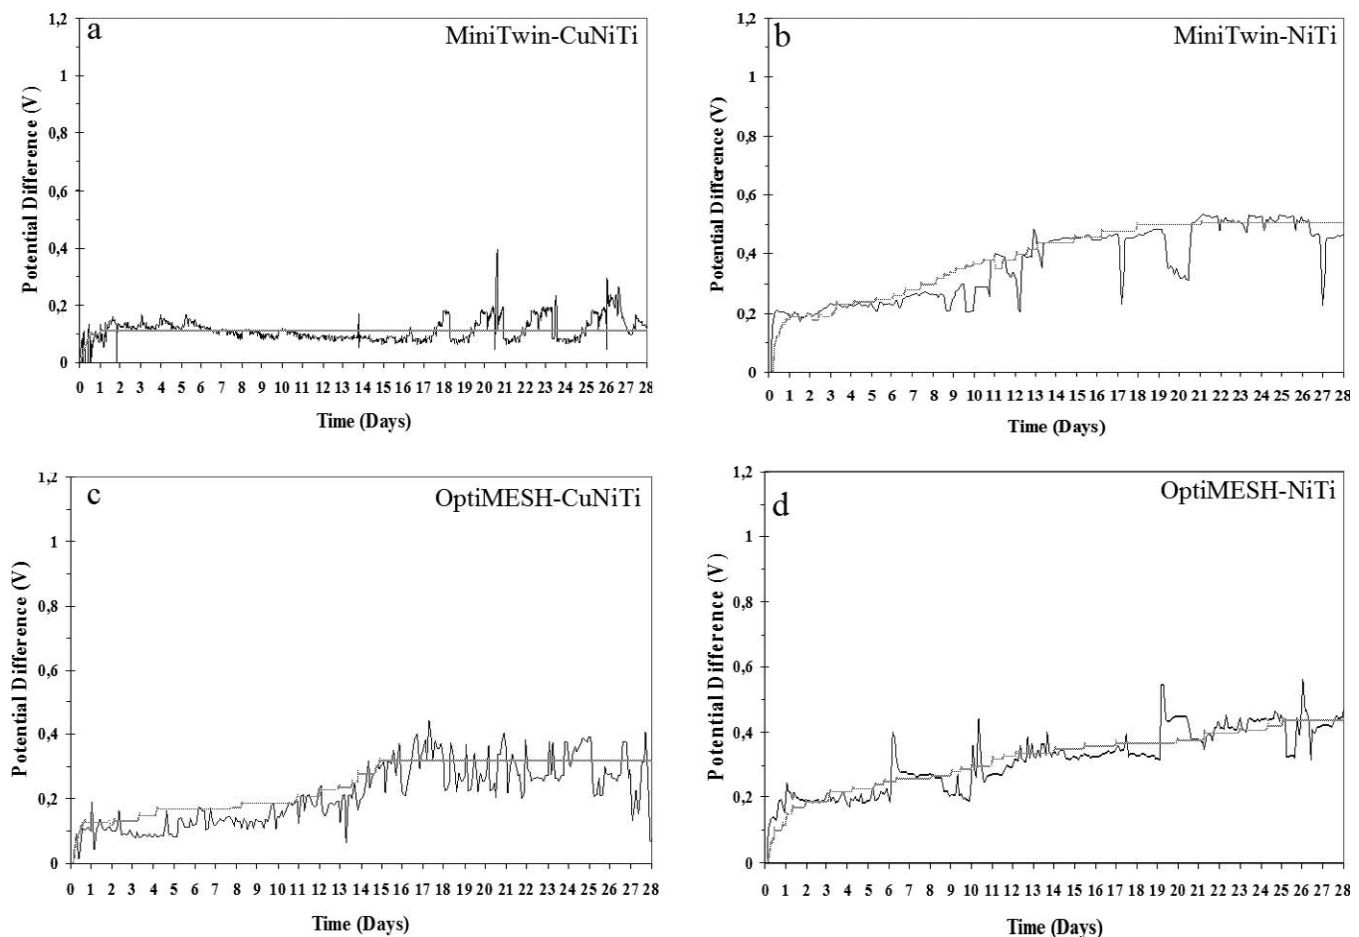 a
MiniTwin-CuNiTi
1,2
1
0,8
0,6
0,4
0,2
0
Potential Difference (V)
0 1 2 3 4 5 6 7 8 9 10 11 12 13 14 15 16 17 18 19 20 21 22 23 24 25 26 27 28
Time (Days)
b
MiniTwin-NiTi
1,2
1
0,8
0,6
0,4
0,2
0
Potential Difference (V)
0 1 2 3 4 5 6 7 8 9 10 11 12 13 14 15 16 17 18 19 20 21 22 23 24 25 26 27 28
Time (Days)
c
OptiMESH-CuNiTi
1,2
1
0,8
0,6
0,4
0,2
0
Potential Difference (V)
0 1 2 3 4 5 6 7 8 9 10 11 12 13 14 15 16 17 18 19 20 21 22 23 24 25 26 27 28
Time (Days)
d
OptiMESH-NiTi
1,2
1
0,8
0,6
0,4
0,2
0
Potential Difference (V)
0 1 2 3 4 5 6 7 8 9 10 11 12 13 14 15 16 17 18 19 20 21 22 23 24 25 26 27 28
Time (Days)